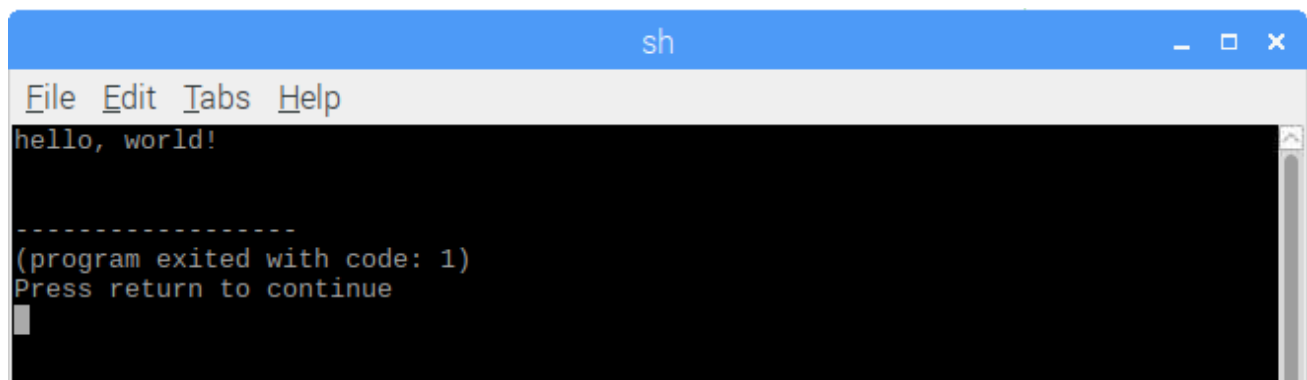 sh
File Edit Tabs Help
hello, world!
------------------
(program exited with code: 1)
Press return to continue